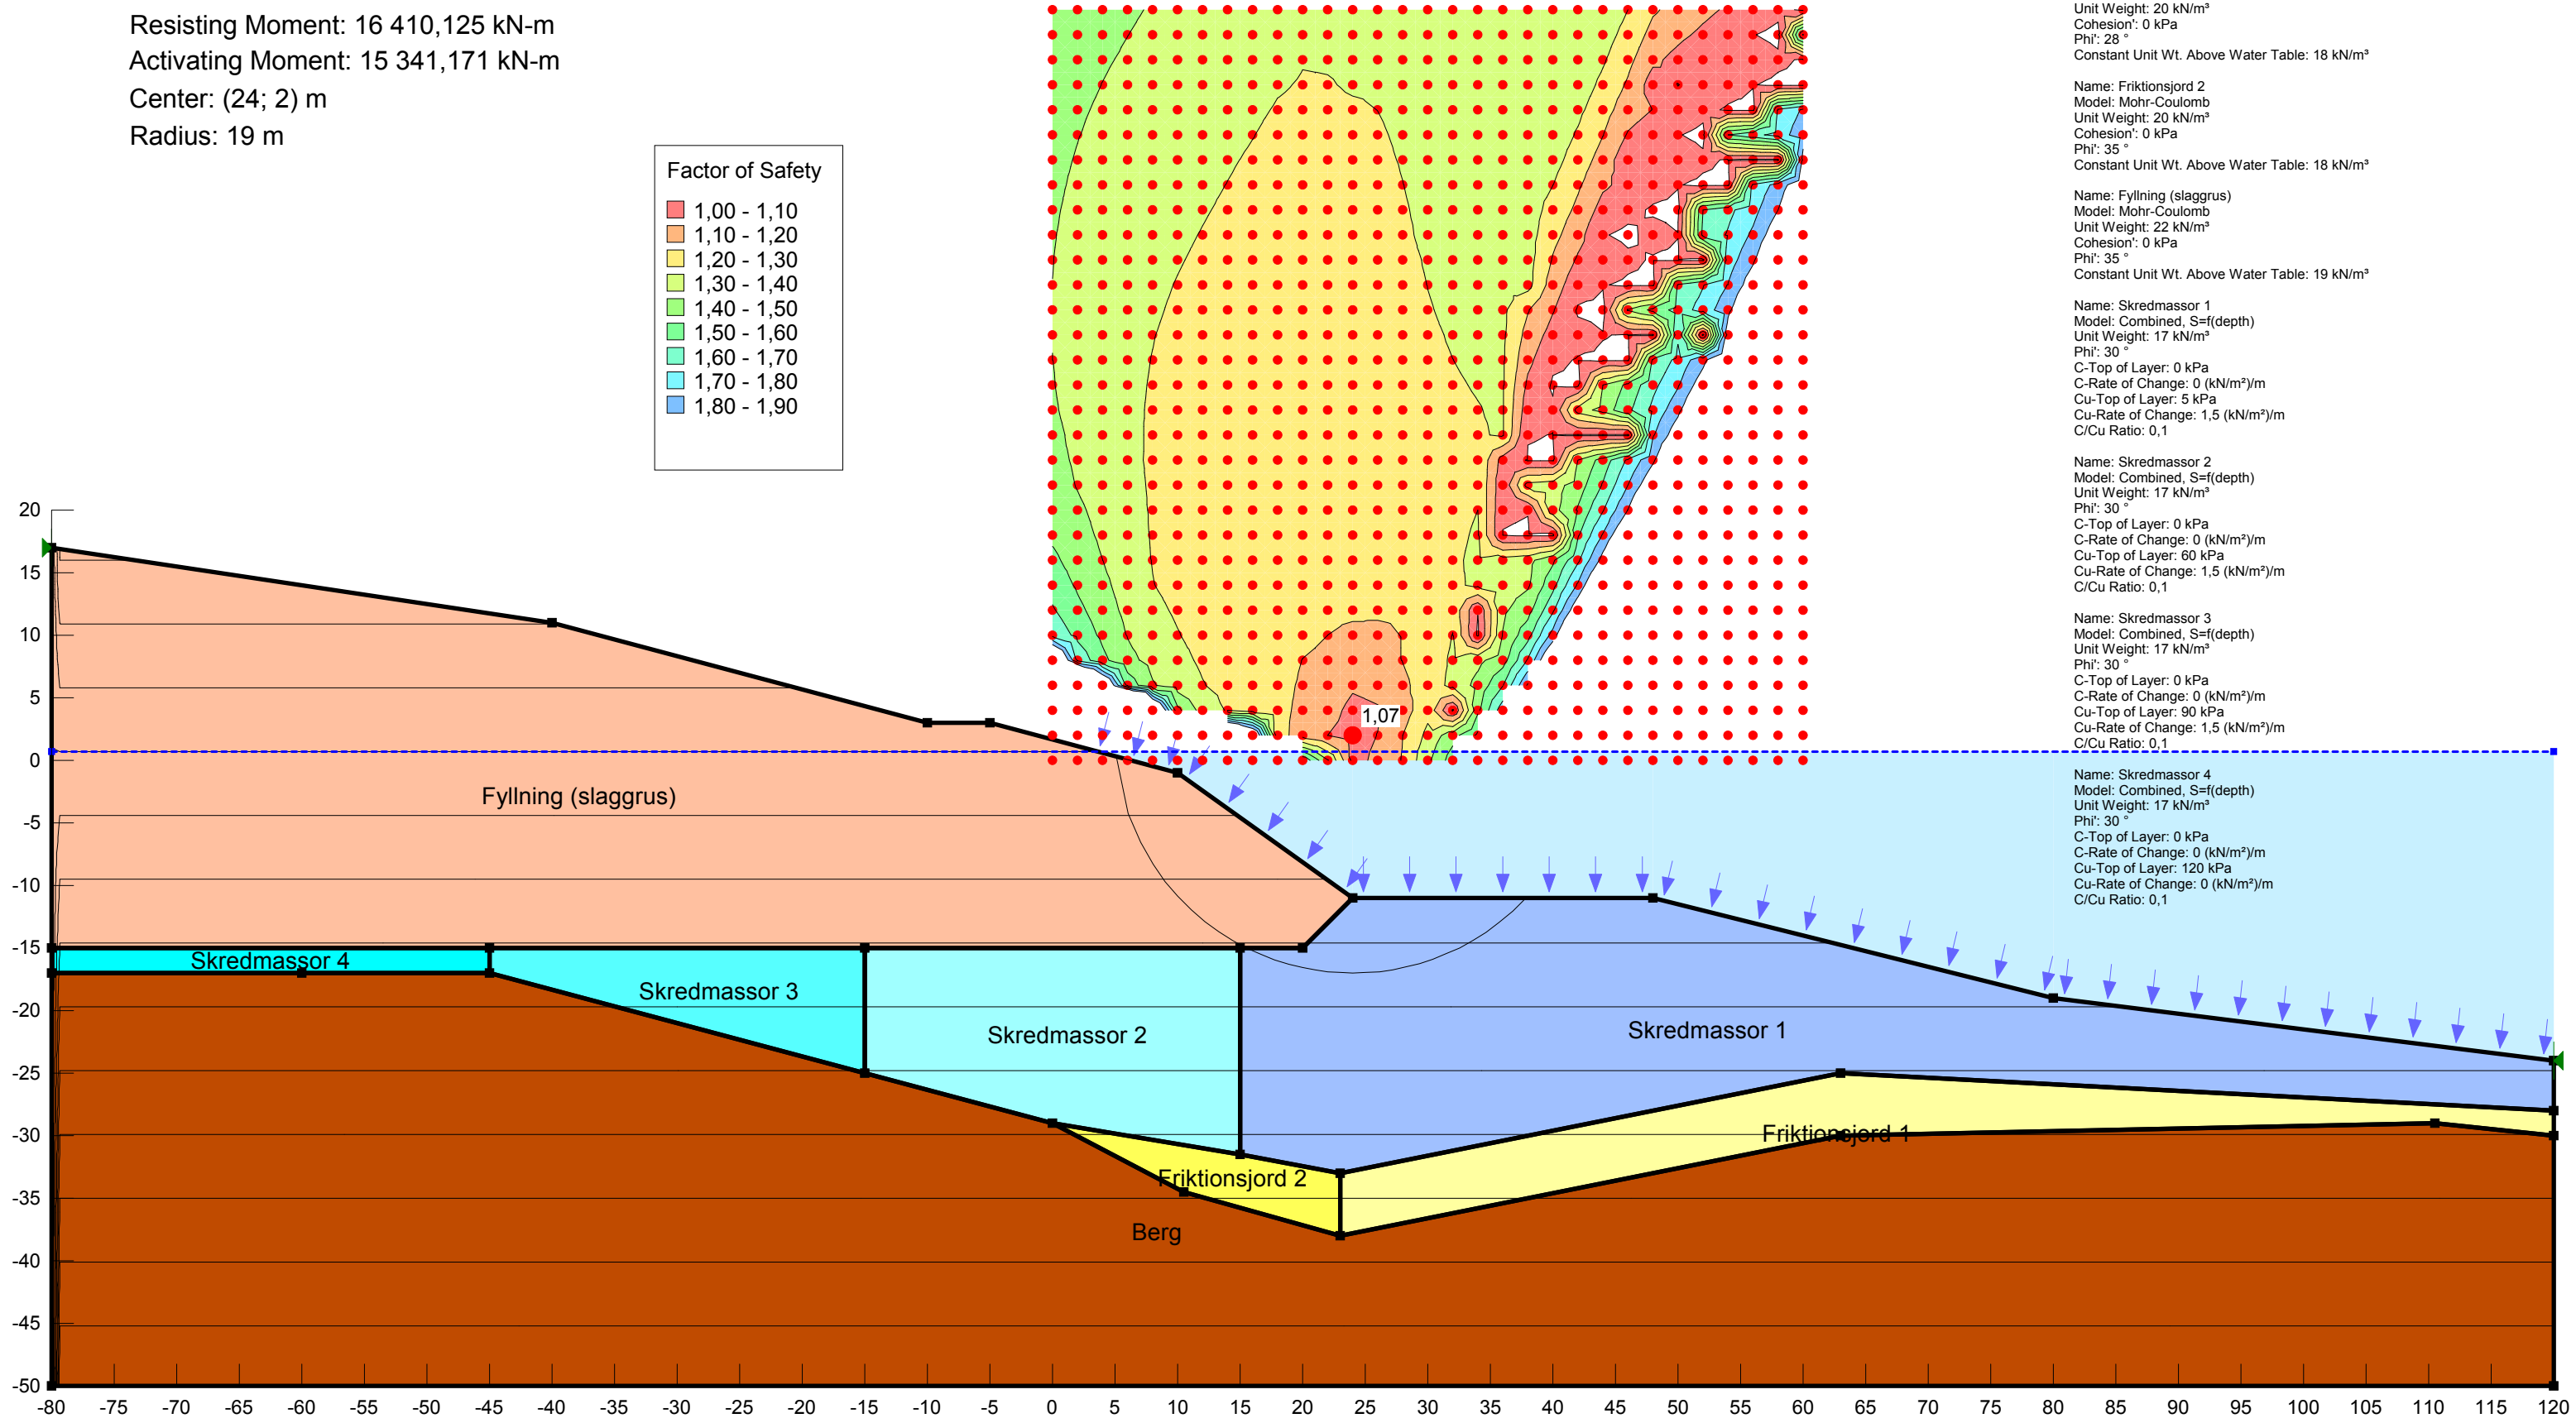 Resisting Moment: 16 410,125 kN-m
Activating Moment: 15 341,171 kN-m
Center: (24; 2) m
Radius: 19 m
Factor of Safety
1,00 - 1,10
1,10 - 1,20
1,20 - 1,30
1,30 - 1,40
1,40 - 1,50
1,50 - 1,60
1,60 - 1,70
1,70 - 1,80
1,80 - 1,90
Unit Weight: 20 kN/m³
Cohesion': 0 kPa
Phi': 28 °
Constant Unit Wt. Above Water Table: 18 kN/m³
Name: Friktionsjord 2
Model: Mohr-Coulomb
Unit Weight: 20 kN/m³
Cohesion': 0 kPa
Phi': 35 °
Constant Unit Wt. Above Water Table: 18 kN/m³
Name: Fyllning (slaggrus)
Model: Mohr-Coulomb
Unit Weight: 22 kN/m³
Cohesion': 0 kPa
Phi': 35 °
Constant Unit Wt. Above Water Table: 19 kN/m³
Name: Skredmassor 1
Model: Combined, S=f(depth)
Unit Weight: 17 kN/m³
Phi': 30 °
C-Top of Layer: 0 kPa
C-Rate of Change: 0 (kN/m²)/m
Cu-Top of Layer: 5 kPa
Cu-Rate of Change: 1,5 (kN/m²)/m
C/Cu Ratio: 0,1
Name: Skredmassor 2
Model: Combined, S=f(depth)
Unit Weight: 17 kN/m³
Phi': 30 °
C-Top of Layer: 0 kPa
C-Rate of Change: 0 (kN/m²)/m
Cu-Top of Layer: 60 kPa
Cu-Rate of Change: 1,5 (kN/m²)/m
C/Cu Ratio: 0,1
Name: Skredmassor 3
Model: Combined, S=f(depth)
Unit Weight: 17 kN/m³
Phi': 30 °
C-Top of Layer: 0 kPa
C-Rate of Change: 0 (kN/m²)/m
Cu-Top of Layer: 90 kPa
Cu-Rate of Change: 1,5 (kN/m²)/m
C/Cu Ratio: 0,1
Name: Skredmassor 4
Model: Combined, S=f(depth)
Unit Weight: 17 kN/m³
Phi': 30 °
C-Top of Layer: 0 kPa
C-Rate of Change: 0 (kN/m²)/m
Cu-Top of Layer: 120 kPa
Cu-Rate of Change: 0 (kN/m²)/m
C/Cu Ratio: 0,1
1,07
Fyllning (slaggrus)
Skredmassor 4
Skredmassor 3
Skredmassor 2
Skredmassor 1
Friktionsjord 1
Friktionsjord 2
Berg
20
15
10
5
0
-5
-10
-15
-20
-25
-30
-35
-40
-45
-50
-80 -75 -70 -65 -60 -55 -50 -45 -40 -35 -30 -25 -20 -15 -10 -5 0 5 10 15 20 25 30 35 40 45 50 55 60 65 70 75 80 85 90 95 100 105 110 115 120